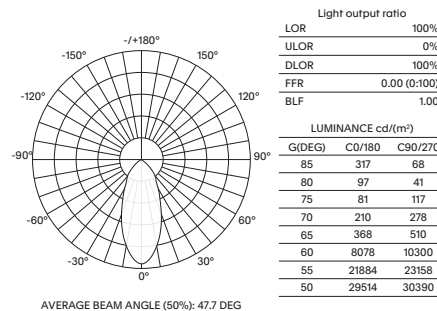 -/+180°
-150° 150°
-120° 120°
-90° 90°
-60° 60°
-30° 30°
0°
AVERAGE BEAM ANGLE (50%): 47.7 DEG
Light output ratio
LOR 100%
ULOR 0%
DLOR 100%
FFR 0.00 (0:100)
BLF 1.00
LUMINANCE cd/(m²)
G(DEG) C0/180 C90/270
85 317 68
80 97 41
75 81 117
70 210 278
65 368 510
60 8078 10300
55 21884 23158
50 29514 30390